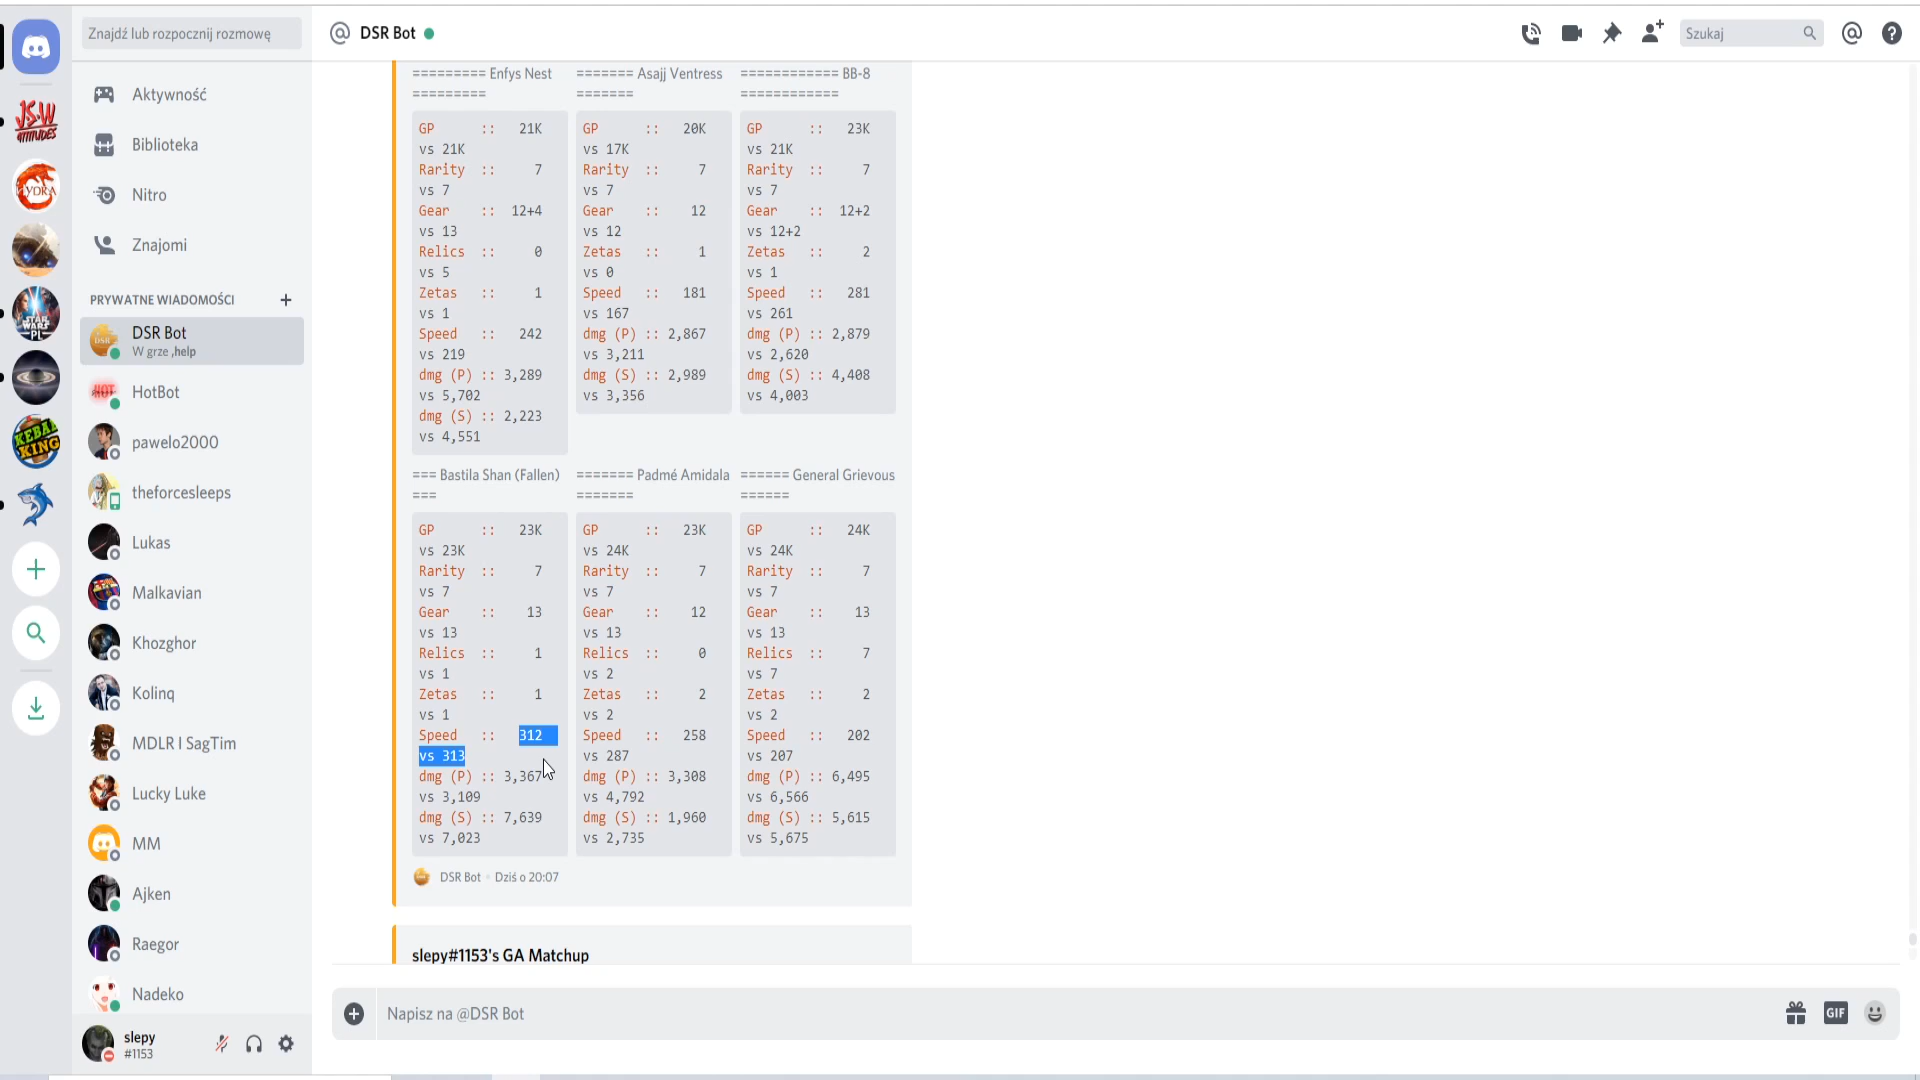 Znajdź lub rozpocznij rozmowę
Aktywność
Biblioteka
Nitro
Znajomi
PRYWATNE WIADOMOŚCI
DSR Bot
W grze ,help
HotBot
pawelo2000
theforcesleeps
Lukas
Malkavian
Khozghor
Kolinq
MDLR I SagTim
Lucky Luke
MM
Ajken
Raegor
Nadeko
slepy
#1153
JSW
ATTITUDES
STAR WARS PL
KEBAB KING
HOT
DSR
@ DSR Bot
Szukaj
========= Enfys Nest
=========
GP :: 21K
vs 21K
Rarity :: 7
vs 7
Gear :: 12+4
vs 13
Relics :: 0
vs 5
Zetas :: 1
vs 1
Speed :: 242
vs 219
dmg (P) :: 3,289
vs 5,702
dmg (S) :: 2,223
vs 4,551
======= Asajj Ventress
=======
GP :: 20K
vs 17K
Rarity :: 7
vs 7
Gear :: 12
vs 12
Zetas :: 1
vs 0
Speed :: 181
vs 167
dmg (P) :: 2,867
vs 3,211
dmg (S) :: 2,989
vs 3,356
============ BB-8
============
GP :: 23K
vs 21K
Rarity :: 7
vs 7
Gear :: 12+2
vs 12+2
Zetas :: 2
vs 1
Speed :: 281
vs 261
dmg (P) :: 2,879
vs 2,620
dmg (S) :: 4,408
vs 4,003
=== Bastila Shan (Fallen)
===
GP :: 23K
vs 23K
Rarity :: 7
vs 7
Gear :: 13
vs 13
Relics :: 1
vs 1
Zetas :: 1
vs 1
Speed :: 312
vs 313
dmg (P) :: 3,367
vs 3,109
dmg (S) :: 7,639
vs 7,023
======= Padmé Amidala
=======
GP :: 23K
vs 24K
Rarity :: 7
vs 7
Gear :: 12
vs 13
Relics :: 0
vs 2
Zetas :: 2
vs 2
Speed :: 258
vs 287
dmg (P) :: 3,308
vs 4,792
dmg (S) :: 1,960
vs 2,735
====== General Grievous
======
GP :: 24K
vs 24K
Rarity :: 7
vs 7
Gear :: 13
vs 13
Relics :: 7
vs 7
Zetas :: 2
vs 2
Speed :: 202
vs 207
dmg (P) :: 6,495
vs 6,566
dmg (S) :: 5,615
vs 5,675
DSR Bot • Dziś o 20:07
slepy#1153's GA Matchup
Napisz na @DSR Bot
GIF